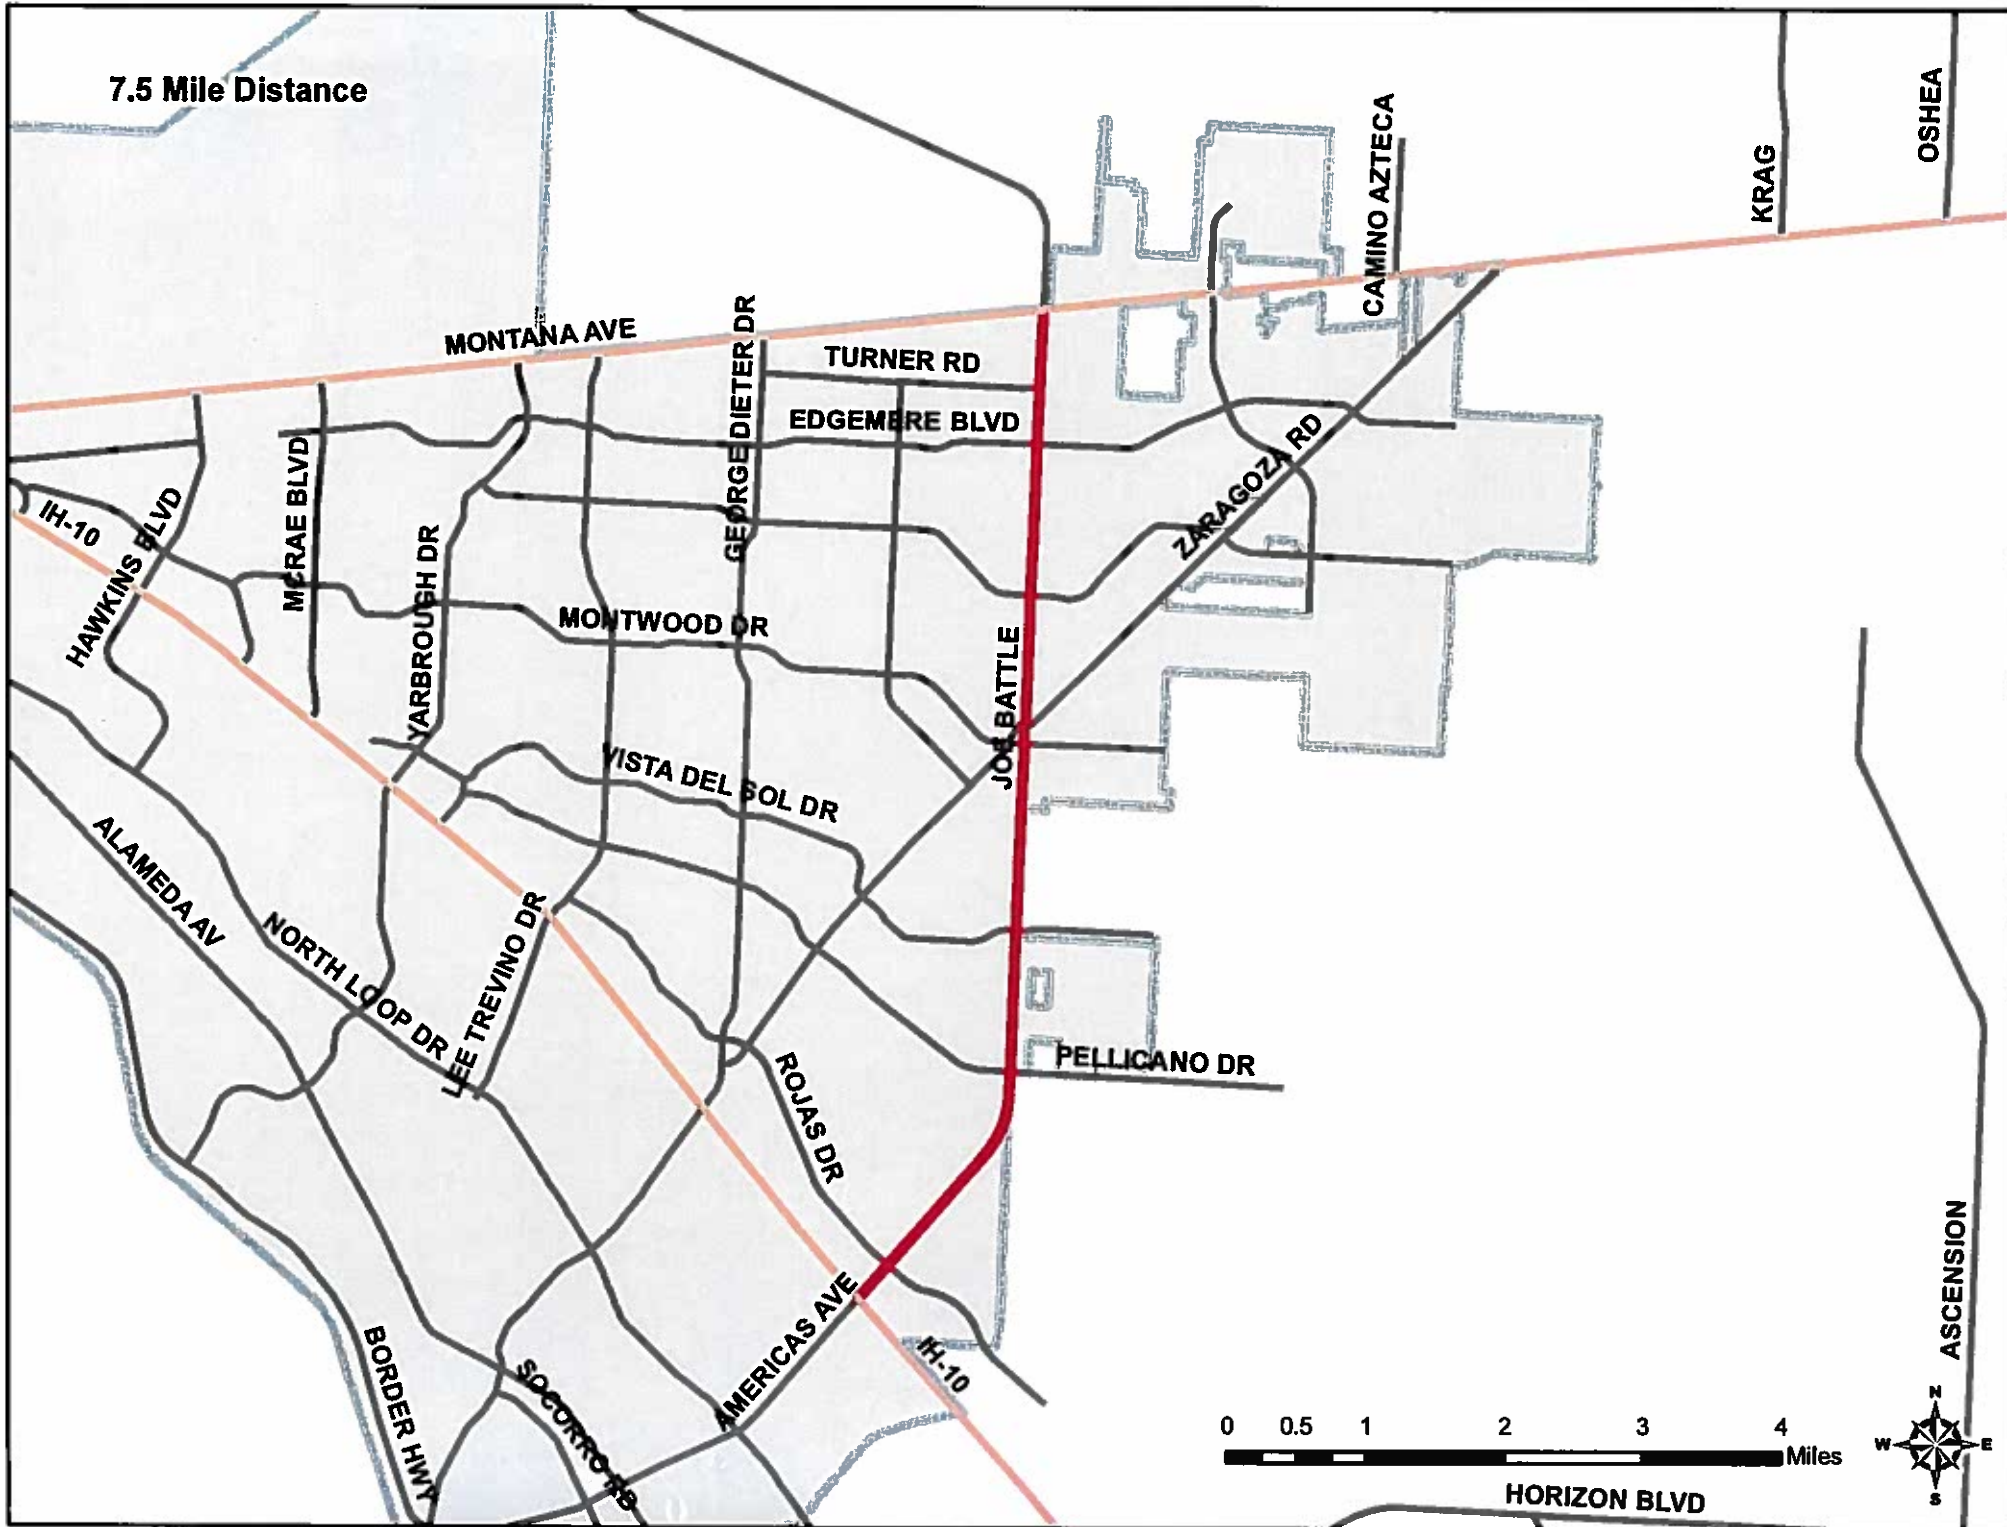 7.5 Mile Distance
OSHEA
KRAG
CAMINO AZTECA
MONTANA AVE
GEORGE DIETER DR
TURNER RD
EDGEMERE BLVD
ZARAGOZA RD
MCRAE BLVD
IH-10
HAWKINS BLVD
YARBROUGH DR
MONTWOOD DR
JOE BATTLE
VISTA DEL SOL DR
ALAMEDA AV
NORTH LOOP DR
LEE TREVINO DR
ROJAS DR
PELLICANO DR
ASCENSION
AMERICAS AVE
IH-10
BORDER HWY
SOCORRO RD
0 0.5 1 2 3 4
Miles
N
W E
S
HORIZON BLVD